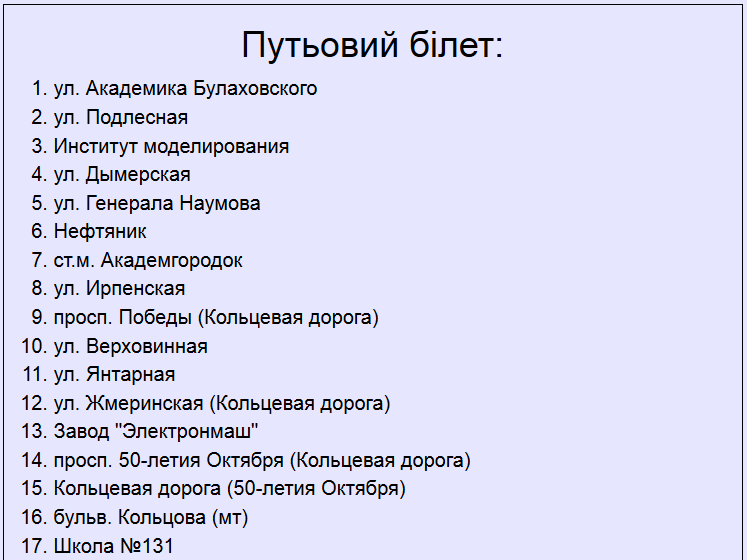 Путьовий білет:
1. ул. Академика Булаховского
2. ул. Подлесная
3. Институт моделирования
4. ул. Дымерская
5. ул. Генерала Наумова
6. Нефтяник
7. ст.м. Академгородок
8. ул. Ирпенская
9. просп. Победы (Кольцевая дорога)
10. ул. Верховинная
11. ул. Янтарная
12. ул. Жмеринская (Кольцевая дорога)
13. Завод "Электронмаш"
14. просп. 50-летия Октября (Кольцевая дорога)
15. Кольцевая дорога (50-летия Октября)
16. бульв. Кольцова (мт)
17. Школа №131